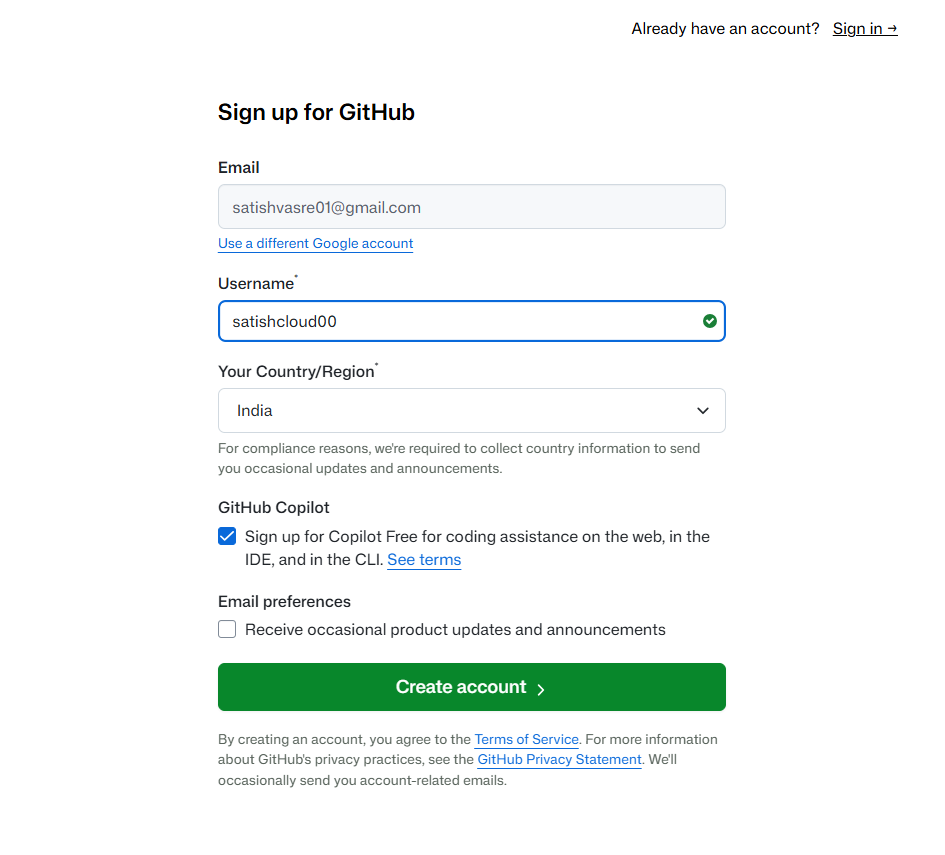 Already have an account? Sign in →
Sign up for GitHub
Email
satishvasre01@gmail.com
Use a different Google account
Username*
satishcloud00
Your Country/Region*
India
For compliance reasons, we're required to collect country information to send
you occasional updates and announcements.
GitHub Copilot
Sign up for Copilot Free for coding assistance on the web, in the
IDE, and in the CLI. See terms
Email preferences
Receive occasional product updates and announcements
Create account
By creating an account, you agree to the Terms of Service. For more information
about GitHub's privacy practices, see the GitHub Privacy Statement. We'll
occasionally send you account-related emails.